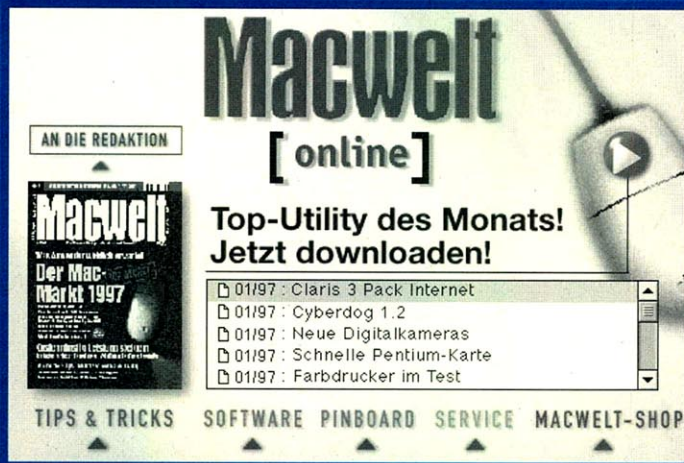 Macwelt
[ online ]
AN DIE REDAKTION
Macwelt
Der Mac-
Markt 1997
Top-Utility des Monats!
Jetzt downloaden!
01/97 : Claris 3 Pack Internet
01/97 : Cyberdog 1.2
01/97 : Neue Digitalkameras
01/97 : Schnelle Pentium-Karte
01/97 : Farbdrucker im Test
TIPS & TRICKS SOFTWARE PINBOARD SERVICE MACWELT-SHOP